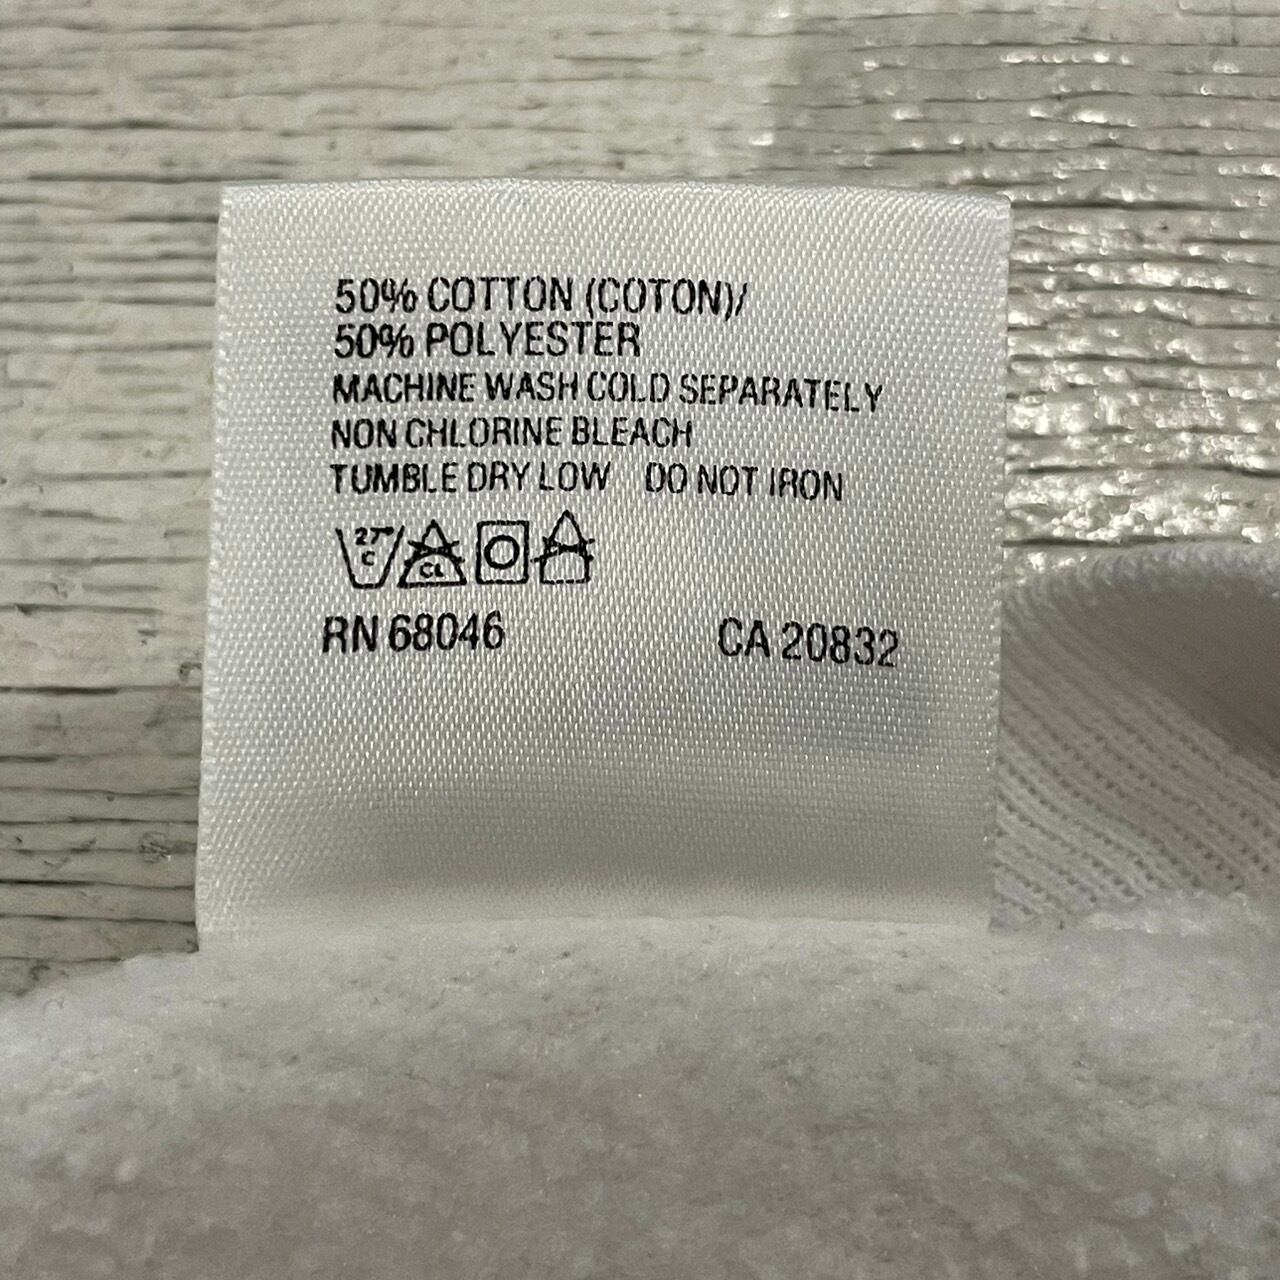 50% COTTON (COTON)/
50% POLYESTER
MACHINE WASH COLD SEPARATELY
NON CHLORINE BLEACH
TUMBLE DRY LOW DO NOT IRON
27° C CL
RN 68046 CA 20832